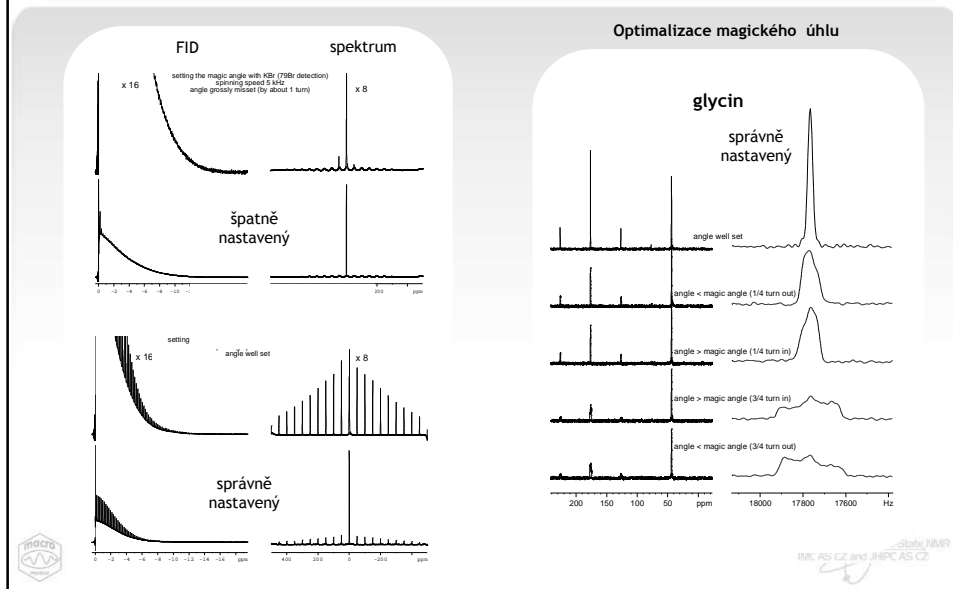 Optimalizace magického úhlu
FID
spektrum
setting the magic angle with KBr (79Br detection)
spinning speed 5 kHz
angle grossly misset (by about 1 turn)
x 16
x 8
špatně
nastavený
0 -2 -4 -6 -8 -10
200 ppm
setting
angle well set
x 16
x 8
správně
nastavený
0 -2 -4 -6 -8 -10 -12 -14 -16 ppm
400 200 0 -200 ppm
glycin
správně
nastavený
angle well set
angle < magic angle (1/4 turn out)
angle > magic angle (1/4 turn in)
angle > magic angle (3/4 turn in)
angle < magic angle (3/4 turn out)
240 200 150 100 50 ppm
18000 17800 17600 Hz
macro
State NMR
IMC AS CZ and JHIPC AS CZ